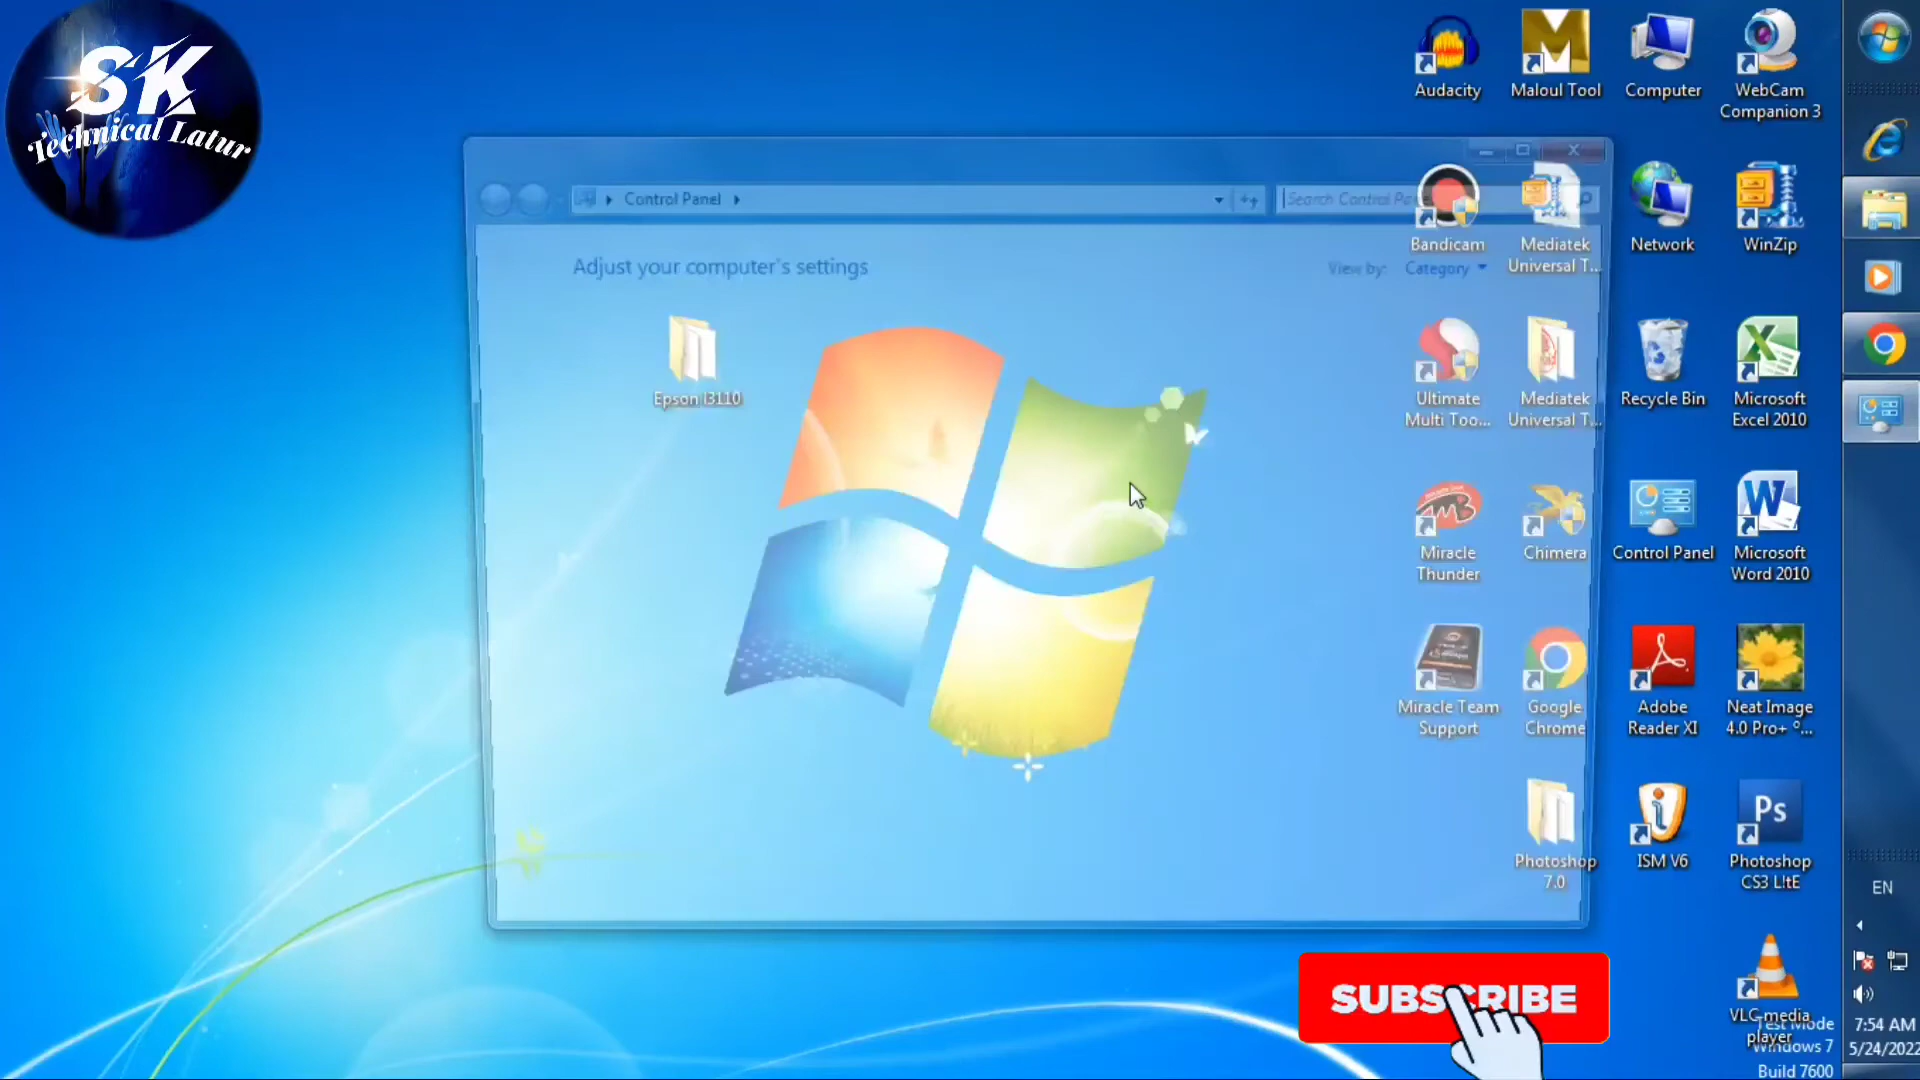 SK
Technical Latur
Audacity
Maloul Tool
Computer
WebCam
Companion 3
Control Panel
Search Control Pa
Bandicam
Mediatek
Universal T...
Network
WinZip
Adjust your computer's settings
View by:
Category
Epson l3110
Ultimate
Multi Too...
Mediatek
Universal T...
Recycle Bin
Microsoft
Excel 2010
Miracle
Thunder
Chimera
Control Panel
Microsoft
Word 2010
Miracle Team
Support
Google
Chrome
Adobe
Reader XI
Neat Image
4.0 Pro+ °...
Photoshop
7.0
ISM V6
Ps
Photoshop
CS3 L!tE
EN
SUBSCRIBE
VLC media
player
Test Mode
Windows 7
Build 7600
7:54 AM
5/24/2022